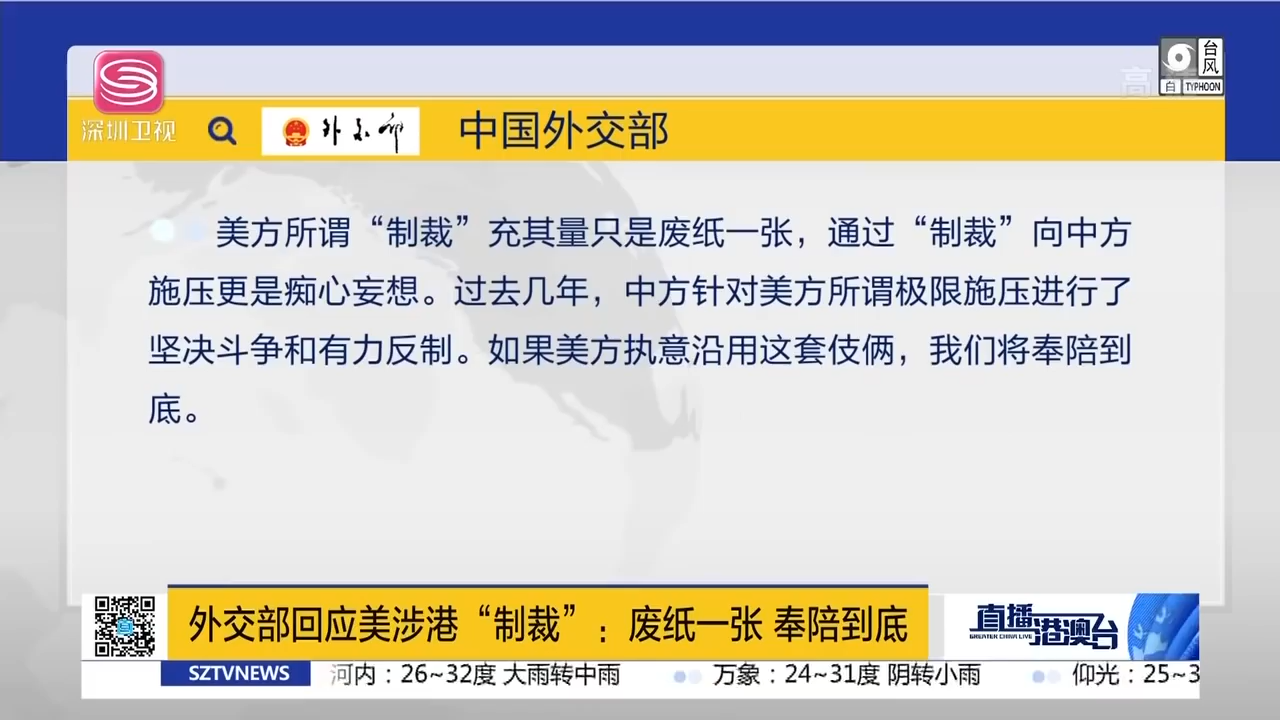 台风
白 TYPHOON
高
深圳卫视
外交部
中国外交部
美方所谓“制裁”充其量只是废纸一张，通过“制裁”向中方
施压更是痴心妄想。过去几年，中方针对美方所谓极限施压进行了
坚决斗争和有力反制。如果美方执意沿用这套伎俩，我们将奉陪到
底。
外交部回应美涉港“制裁”：废纸一张 奉陪到底
直播港澳台
GREATER CHINA LIVE
SZTVNEWS
河内：26~32度 大雨转中雨 万象：24~31度 阴转小雨 仰光：25~3